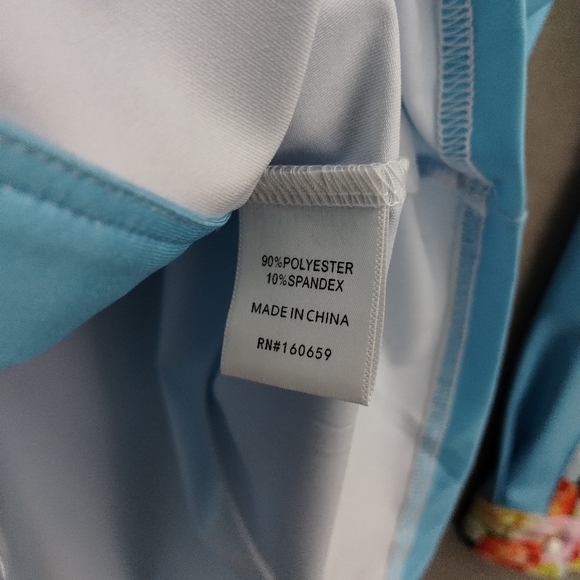 90%POLYESTER
10%SPANDEX
MADE IN CHINA
RN#160659